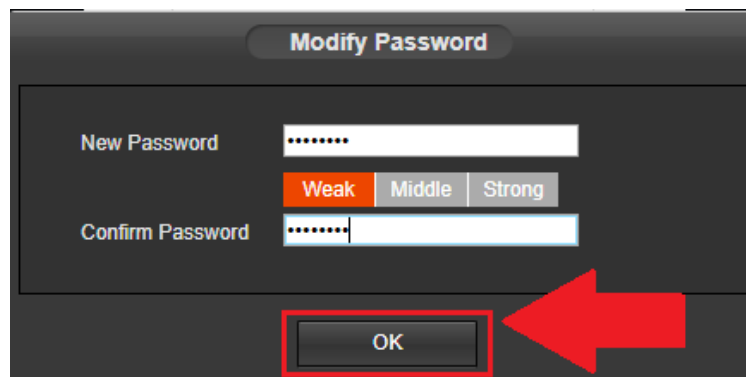 Modify Password
New Password ••••••••
Weak Middle Strong
Confirm Password ••••••••
OK